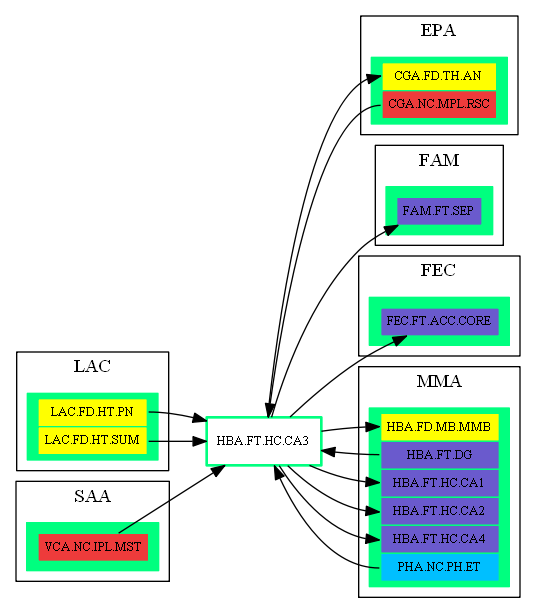 EPA
CGA.FD.TH.AN
CGA.NC.MPL.RSC
FAM
FAM.FT.SEP
FEC
FEC.FT.ACC.CORE
LAC
LAC.FD.HT.PN
LAC.FD.HT.SUM
HBA.FT.HC.CA3
SAA
VCA.NC.IPL.MST
MMA
HBA.FD.MB.MMB
HBA.FT.DG
HBA.FT.HC.CA1
HBA.FT.HC.CA2
HBA.FT.HC.CA4
PHA.NC.PH.ET